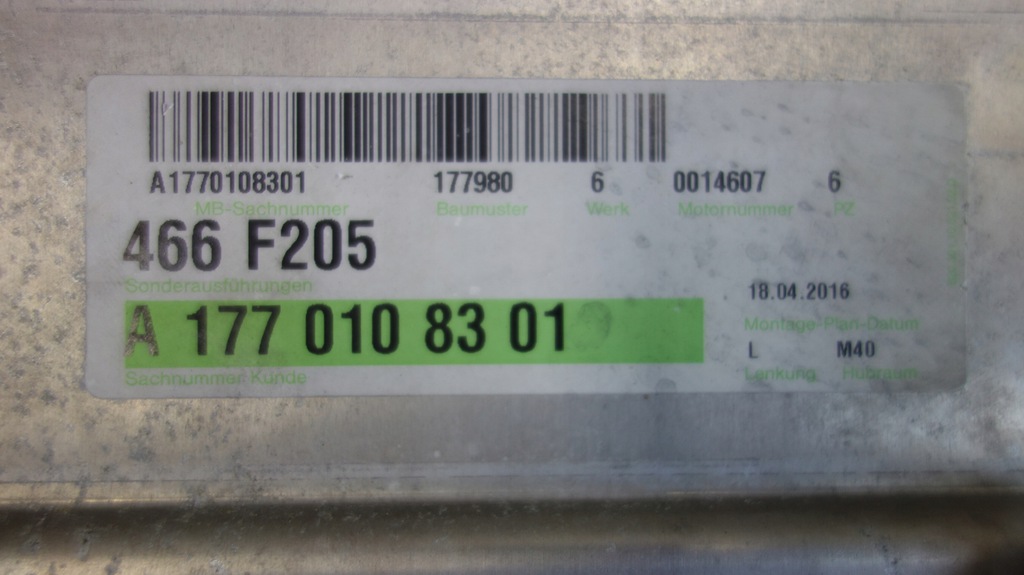 A1770108301 177980 6 0014607 6
MB-Sachnummer Baumuster Werk Motornummer PZ
466 F205
Sonderausführungen
18.04.2016
A 177 010 83 01
Montage-Plan-Datum
L M40
Sachnummer Kunde Lenkung Hubraum